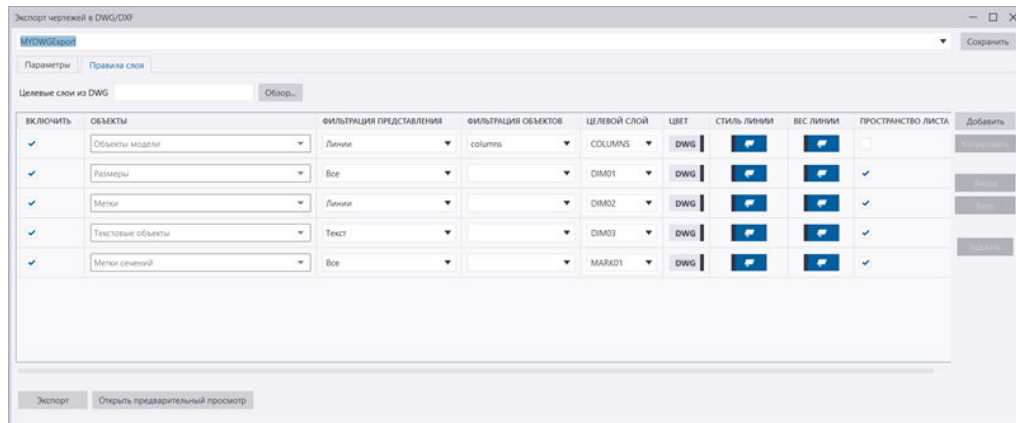 Экспорт чертежей в DWG/DXF
MYDWGExport
Сохранить
Параметры Правила слоя
Целевые слои из DWG Обзор...
ВКЛЮЧИТЬ ОБЪЕКТЫ ФИЛЬТРАЦИЯ ПРЕДСТАВЛЕНИЯ ФИЛЬТРАЦИЯ ОБЪЕКТОВ ЦЕЛЕВОЙ СЛОЙ ЦВЕТ СТИЛЬ ЛИНИИ ВЕС ЛИНИИ ПРОСТРАНСТВО ЛИСТА Добавить
Объекты модели Линии columns COLUMNS DWG Копировать
Размеры Все DIM01 DWG
Вверх
Метки Линии DIM02 DWG
Вниз
Текстовые объекты Текст DIM03 DWG
Удалить
Метки сечений Все MARK01 DWG
Экспорт Открыть предварительный просмотр